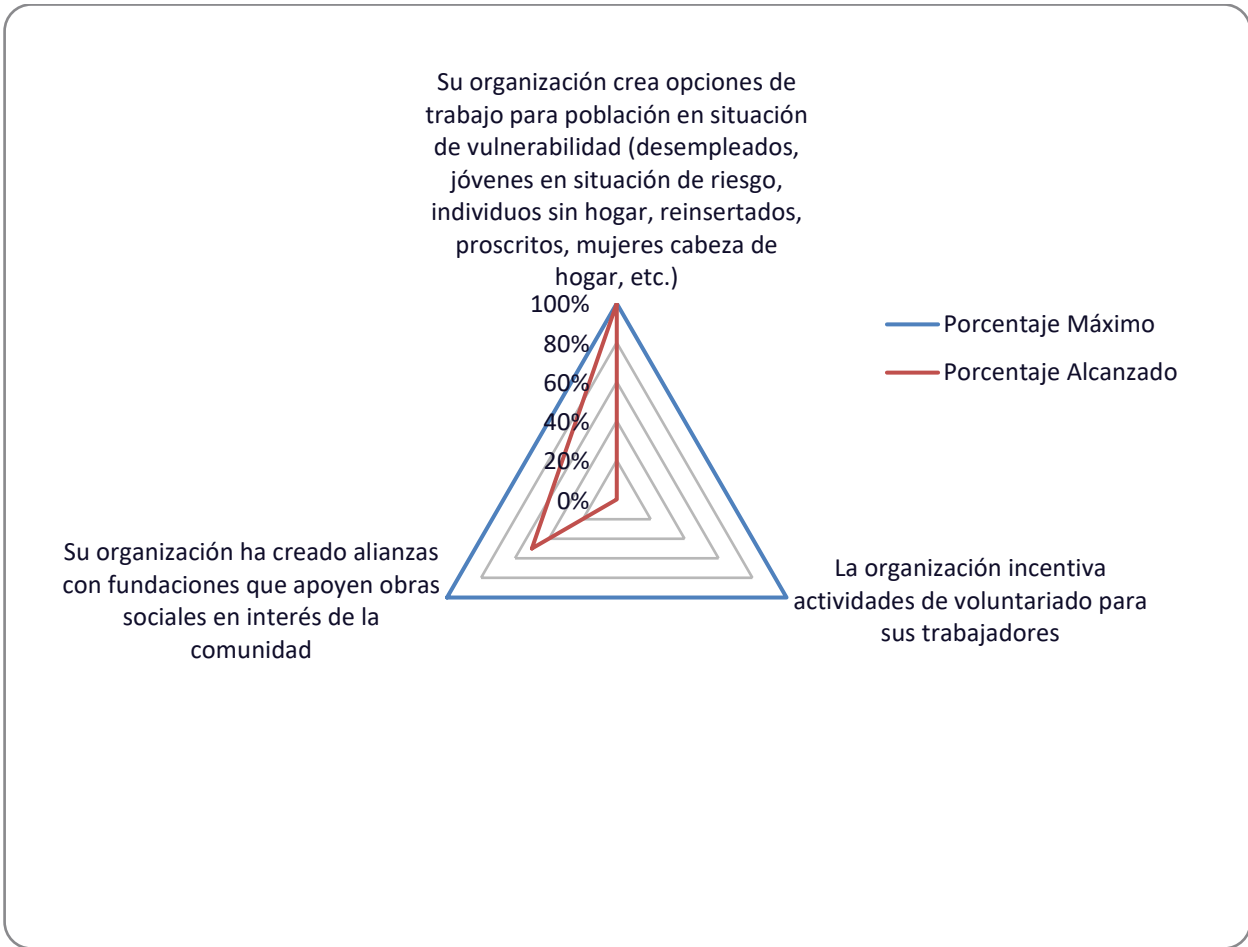 Su organización crea opciones de
trabajo para población en situación
de vulnerabilidad (desempleados,
jóvenes en situación de riesgo,
individuos sin hogar, reinsertados,
proscritos, mujeres cabeza de
hogar, etc.)
100%
80%
60%
40%
20%
0%
Porcentaje Máximo
Porcentaje Alcanzado
Su organización ha creado alianzas
con fundaciones que apoyen obras
sociales en interés de la
comunidad
La organización incentiva
actividades de voluntariado para
sus trabajadores